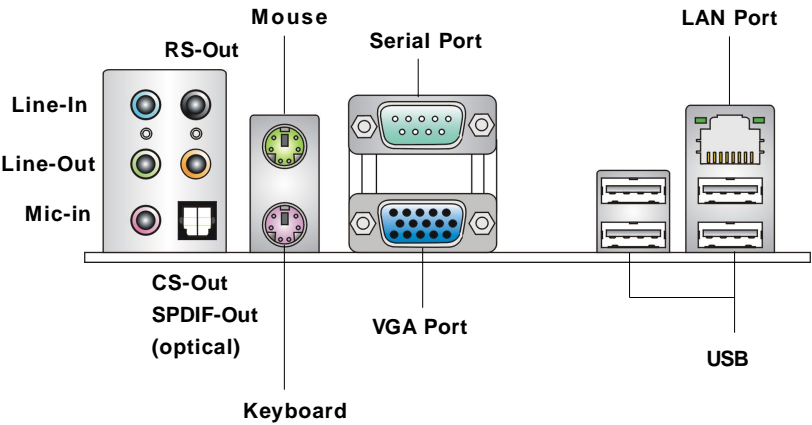 Mouse
RS-Out
Serial Port
LAN Port
Line-In
Line-Out
Mic-in
CS-Out
SPDIF-Out
(optical)
VGA Port
USB
Keyboard